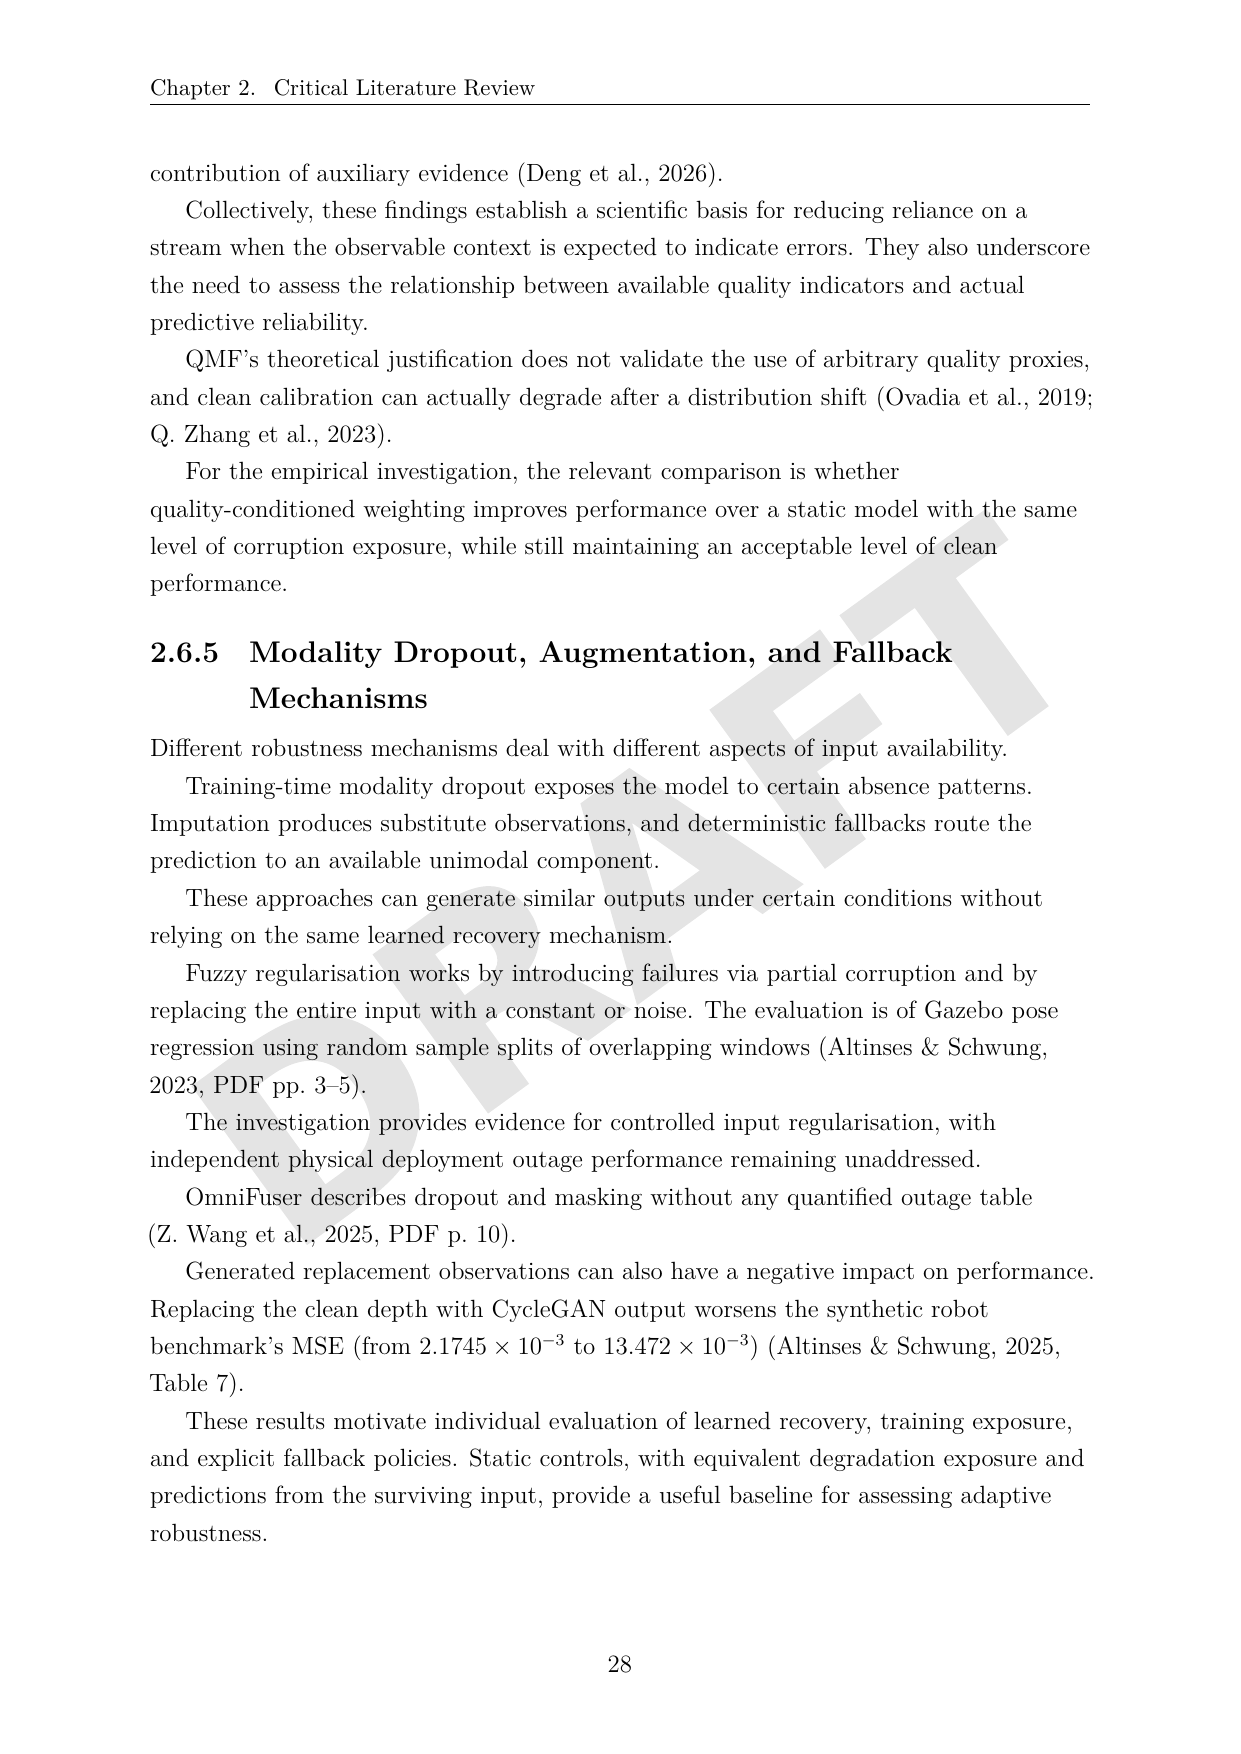 Chapter 2. Critical Literature Review
contribution of auxiliary evidence (Deng et al., 2026).
Collectively, these findings establish a scientific basis for reducing reliance on a
stream when the observable context is expected to indicate errors. They also underscore
the need to assess the relationship between available quality indicators and actual
predictive reliability.
QMF's theoretical justification does not validate the use of arbitrary quality proxies,
and clean calibration can actually degrade after a distribution shift (Ovadia et al., 2019;
Q. Zhang et al., 2023).
For the empirical investigation, the relevant comparison is whether
quality-conditioned weighting improves performance over a static model with the same
level of corruption exposure, while still maintaining an acceptable level of clean
performance.
2.6.5 Modality Dropout, Augmentation, and Fallback
Mechanisms
Different robustness mechanisms deal with different aspects of input availability.
Training-time modality dropout exposes the model to certain absence patterns.
Imputation produces substitute observations, and deterministic fallbacks route the
prediction to an available unimodal component.
These approaches can generate similar outputs under certain conditions without
relying on the same learned recovery mechanism.
Fuzzy regularisation works by introducing failures via partial corruption and by
replacing the entire input with a constant or noise. The evaluation is of Gazebo pose
regression using random sample splits of overlapping windows (Altinses & Schwung,
2023, PDF pp. 3–5).
The investigation provides evidence for controlled input regularisation, with
independent physical deployment outage performance remaining unaddressed.
OmniFuser describes dropout and masking without any quantified outage table
(Z. Wang et al., 2025, PDF p. 10).
Generated replacement observations can also have a negative impact on performance.
Replacing the clean depth with CycleGAN output worsens the synthetic robot
benchmark's MSE (from 2.1745 × 10⁻³ to 13.472 × 10⁻³) (Altinses & Schwung, 2025,
Table 7).
These results motivate individual evaluation of learned recovery, training exposure,
and explicit fallback policies. Static controls, with equivalent degradation exposure and
predictions from the surviving input, provide a useful baseline for assessing adaptive
robustness.
28
DRAFT